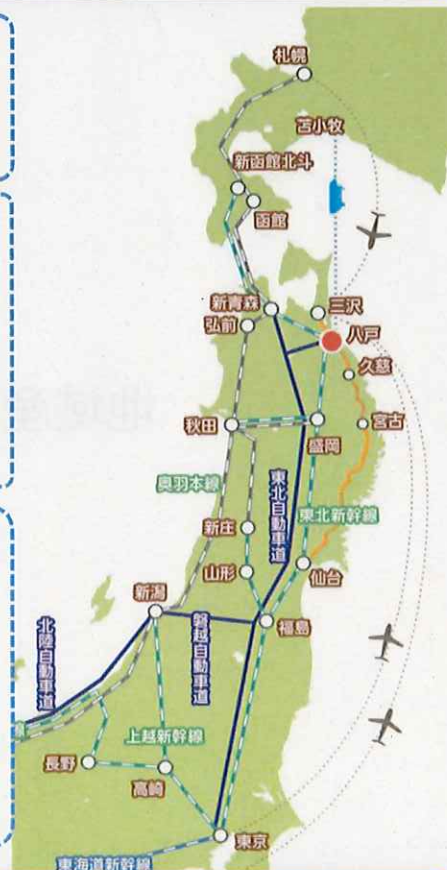 札幌
苫小牧
新函館北斗
函館
新青森
三沢
弘前
八戸
久慈
秋田
宮古
盛岡
奥羽本線
東北自動車道
東北新幹線
新庄
山形
仙台
新潟
福島
北陸自動車道
磐越自動車道
上越新幹線
長野
高崎
東京
東海道新幹線